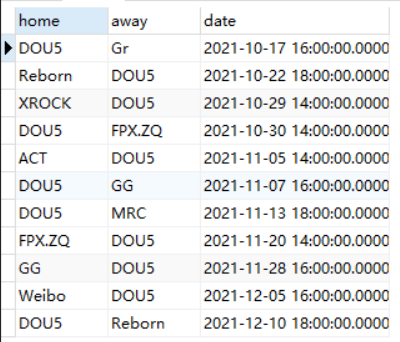 home away date
DOU5 Gr 2021-10-17 16:00:00.0000
Reborn DOU5 2021-10-22 18:00:00.0000
XROCK DOU5 2021-10-29 14:00:00.0000
DOU5 FPX.ZQ 2021-10-30 14:00:00.0000
ACT DOU5 2021-11-05 14:00:00.0000
DOU5 GG 2021-11-07 16:00:00.0000
DOU5 MRC 2021-11-13 18:00:00.0000
FPX.ZQ DOU5 2021-11-20 14:00:00.0000
GG DOU5 2021-11-28 16:00:00.0000
Weibo DOU5 2021-12-05 16:00:00.0000
DOU5 Reborn 2021-12-10 18:00:00.0000